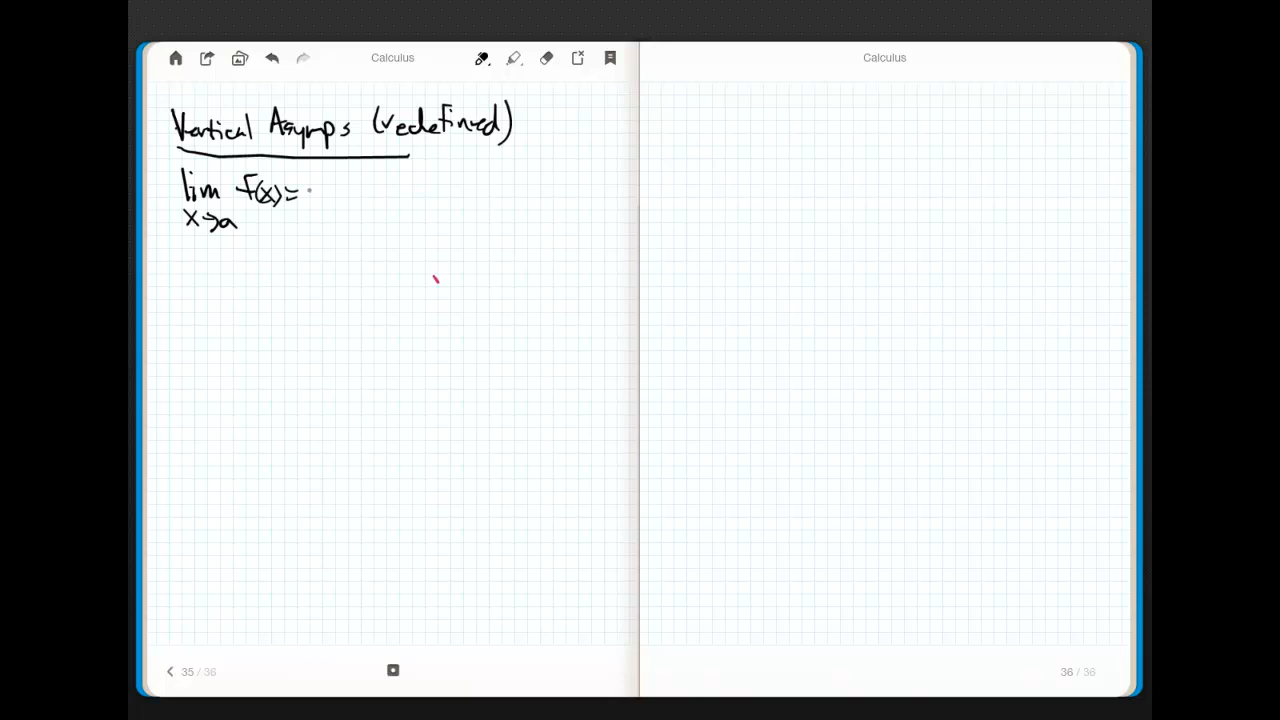 Calculus
Calculus
Vertical Asymps (redefined)
lim f(x)=
x→a
35 / 36
36 / 36